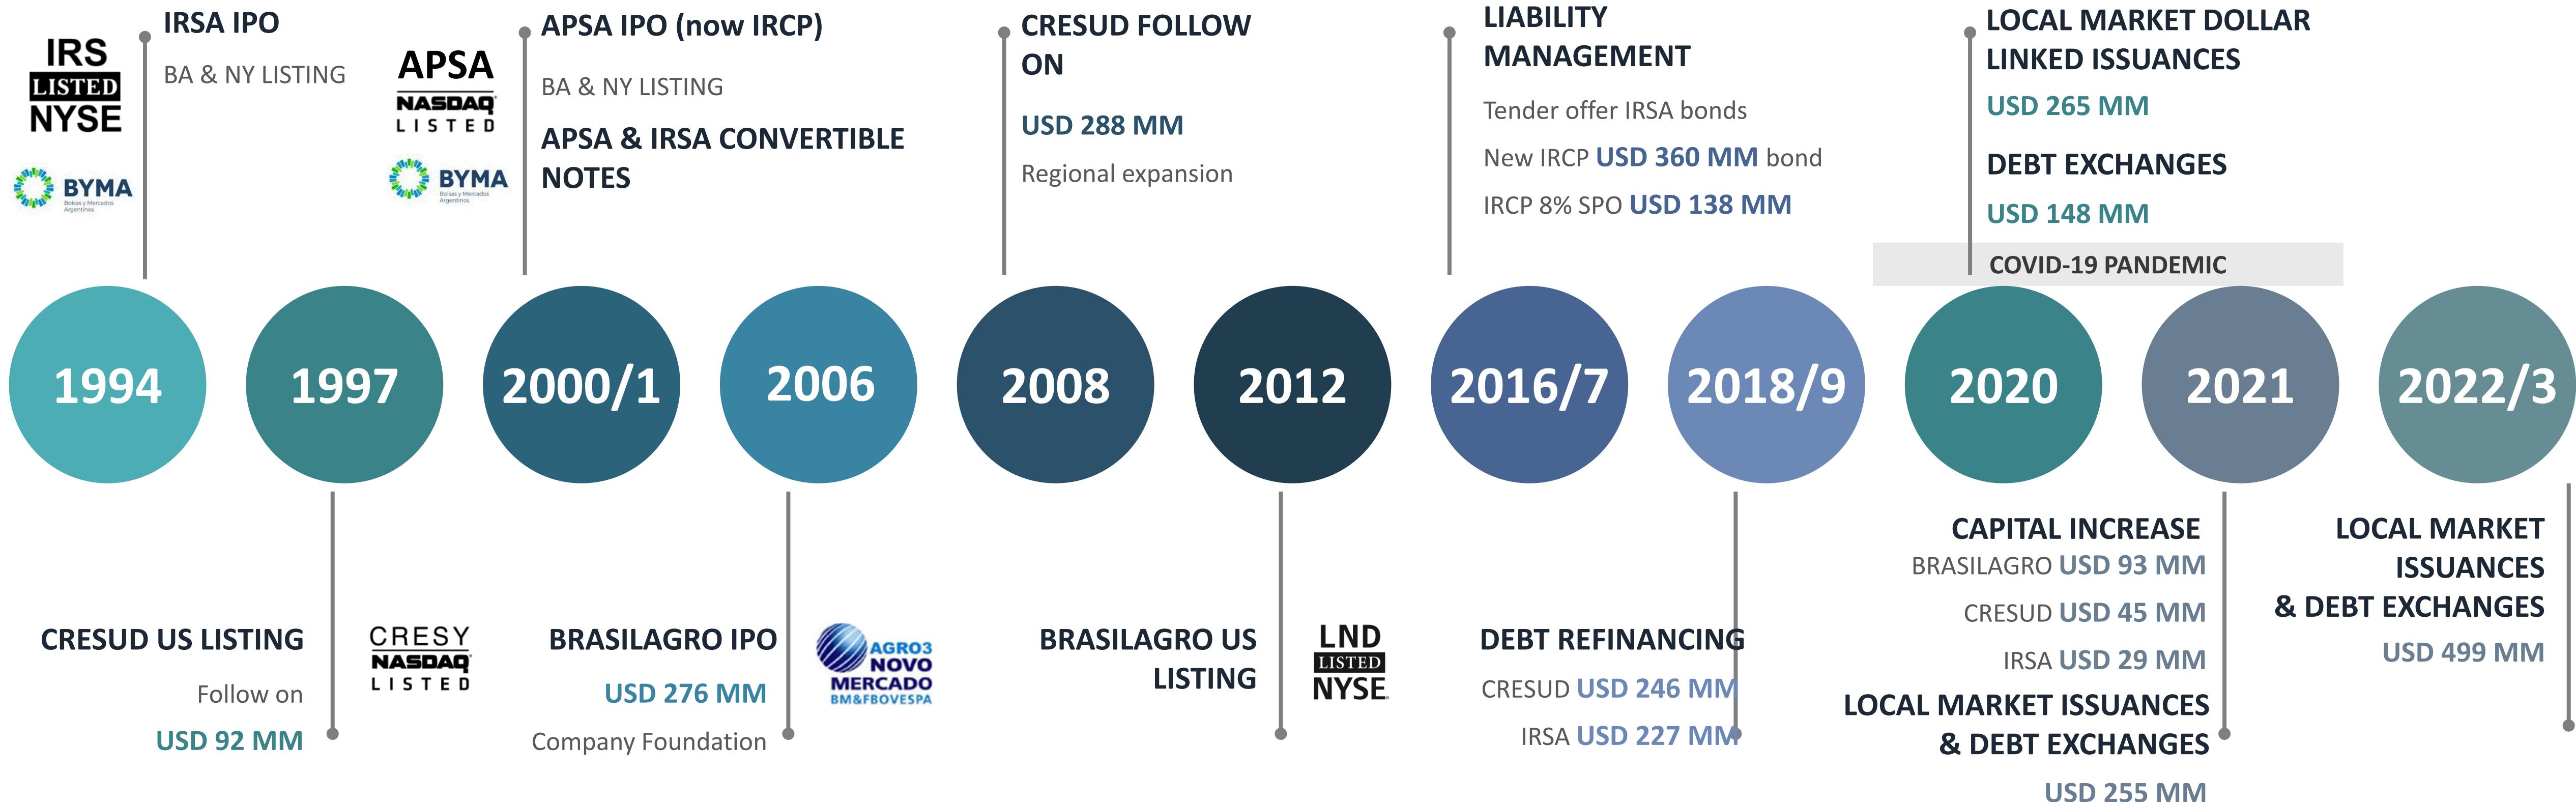 IRS
LISTED
NYSE
BYMA
Bolsas y Mercados
Argentinos
IRSA IPO
BA & NY LISTING
APSA
NASDAQ
LISTED
BYMA
Bolsas y Mercados
Argentinos
APSA IPO (now IRCP)
BA & NY LISTING
APSA & IRSA CONVERTIBLE
NOTES
CRESUD FOLLOW
ON
USD 288 MM
Regional expansion
LIABILITY
MANAGEMENT
Tender offer IRSA bonds
New IRCP USD 360 MM bond
IRCP 8% SPO USD 138 MM
LOCAL MARKET DOLLAR
LINKED ISSUANCES
USD 265 MM
DEBT EXCHANGES
USD 148 MM
COVID-19 PANDEMIC
1994
1997
2000/1
2006
2008
2012
2016/7
2018/9
2020
2021
2022/3
CRESUD US LISTING
Follow on
USD 92 MM
CRESY
NASDAQ
LISTED
BRASILAGRO IPO
USD 276 MM
Company Foundation
AGRO3
NOVO
MERCADO
BM&FBOVESPA
BRASILAGRO US
LISTING
LND
LISTED
NYSE
DEBT REFINANCING
CRESUD USD 246 MM
IRSA USD 227 MM
CAPITAL INCREASE
BRASILAGRO USD 93 MM
CRESUD USD 45 MM
IRSA USD 29 MM
LOCAL MARKET ISSUANCES
& DEBT EXCHANGES
USD 255 MM
LOCAL MARKET
ISSUANCES
& DEBT EXCHANGES
USD 499 MM